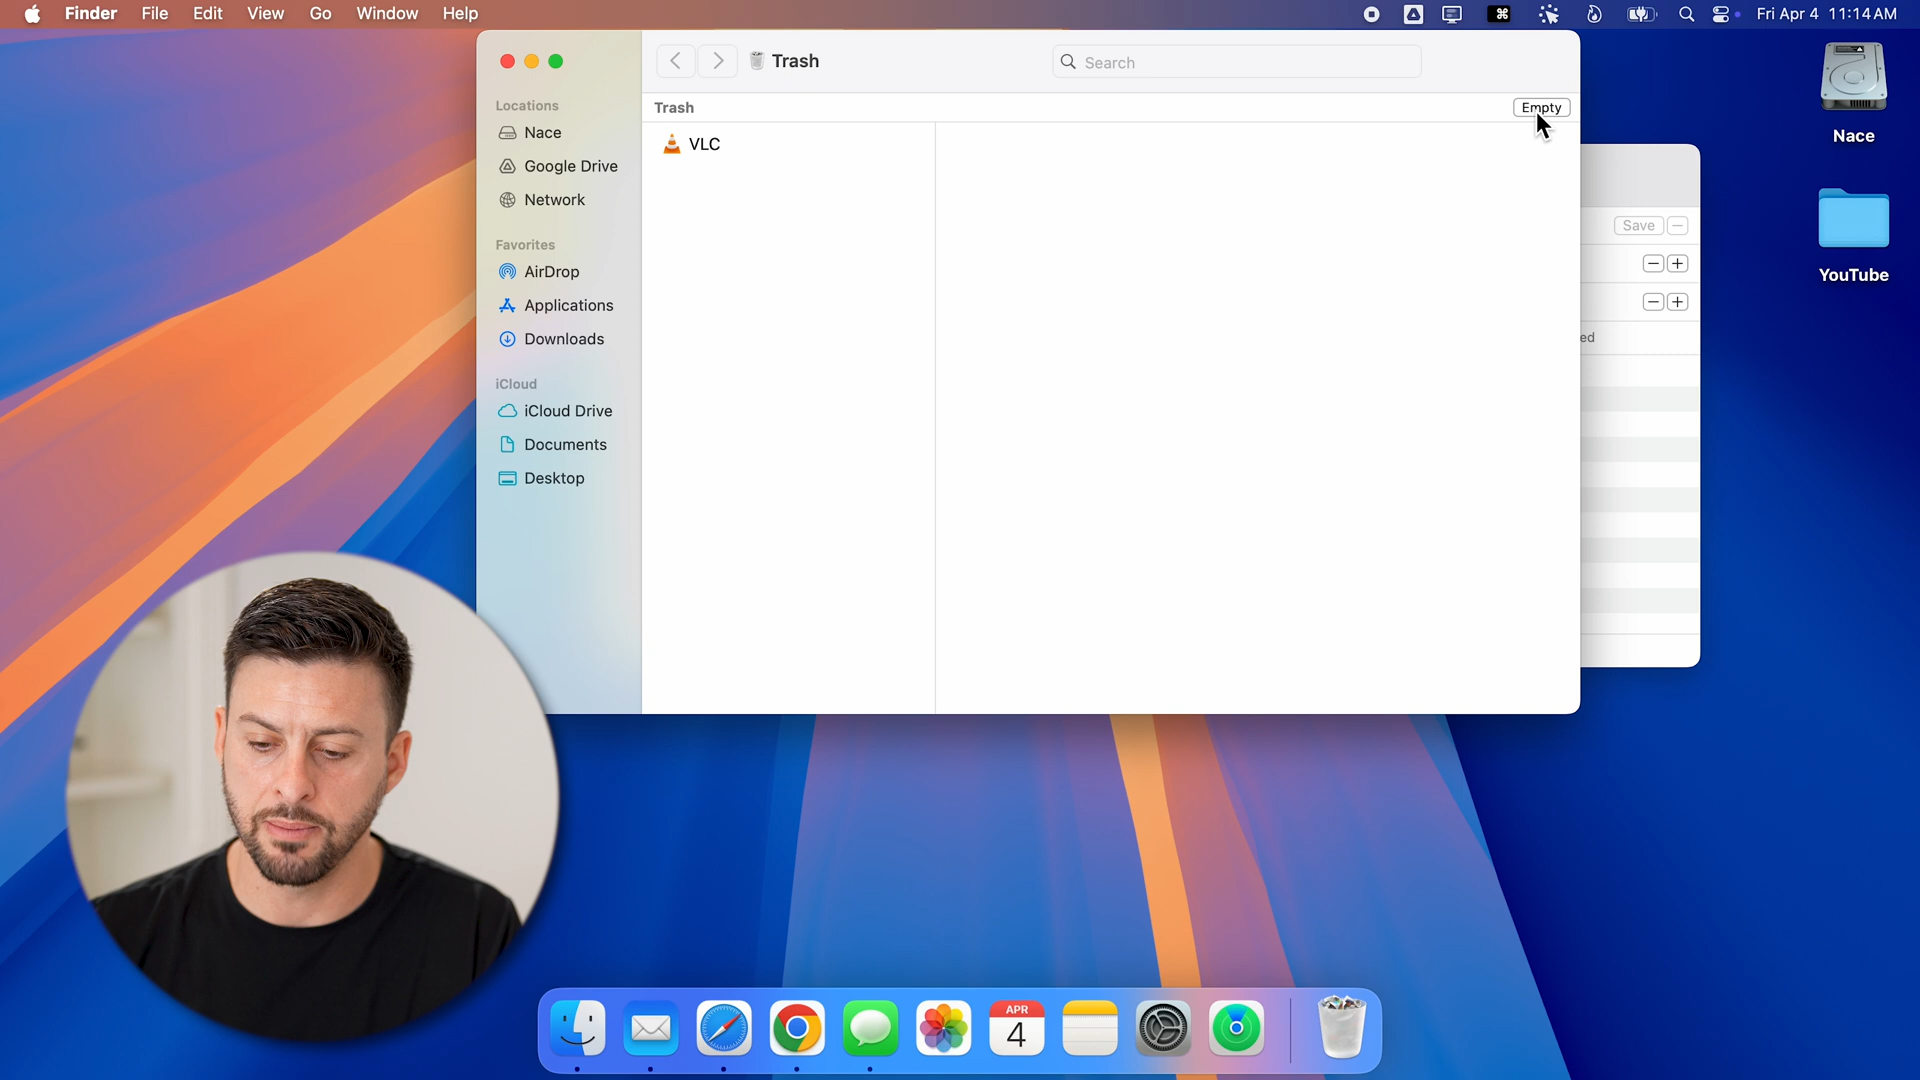 Finder File Edit View Go Window Help
Fri Apr 4 11:14 AM
Trash
Search
Locations
Nace
Google Drive
Network
Favorites
AirDrop
Applications
Downloads
iCloud
iCloud Drive
Documents
Desktop
Trash
Empty
VLC
Save
ed
Nace
YouTube
APR
4